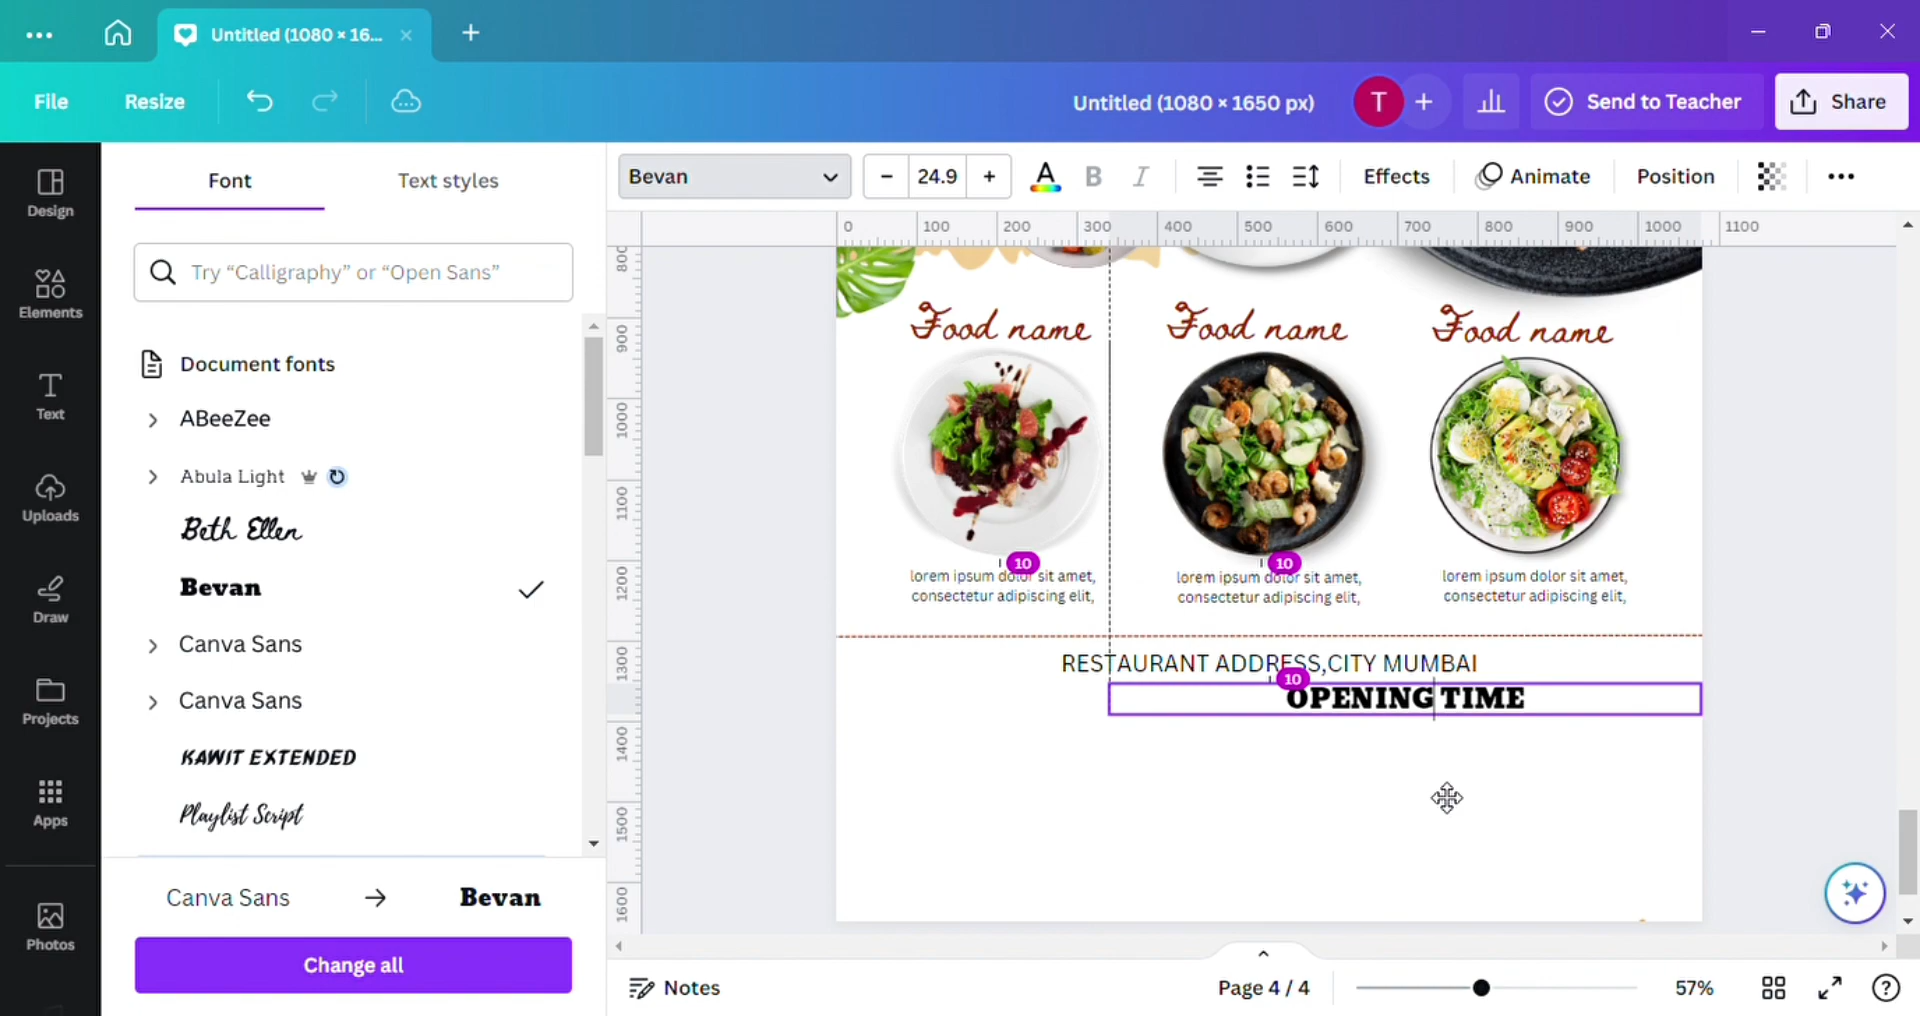 Untitled (1080 × 16...
File
Resize
Untitled (1080 × 1650 px)
T
+
Send to Teacher
Share
Design
Elements
Text
Uploads
Draw
Projects
Apps
Photos
Font
Text styles
Try “Calligraphy” or “Open Sans”
Document fonts
ABeeZee
Abula Light
Beth Ellen
Bevan
Canva Sans
Canva Sans
KAWIT EXTENDED
Playlist Script
Canva Sans → Bevan
Change all
Bevan
− 24.9 +
A
B
I
Effects
Animate
Position
0 100 200 300 400 500 600 700 800 900 1000 1100
800
900
1000
1100
1200
1300
1400
1500
1600
Food name
Food name
Food name
10
10
lorem ipsum dolor sit amet,
consectetur adipiscing elit,
lorem ipsum dolor sit amet,
consectetur adipiscing elit,
lorem ipsum dolor sit amet,
consectetur adipiscing elit,
RESTAURANT ADDRESS,CITY MUMBAI
10
OPENING TIME
Notes
Page 4 / 4
57%
?